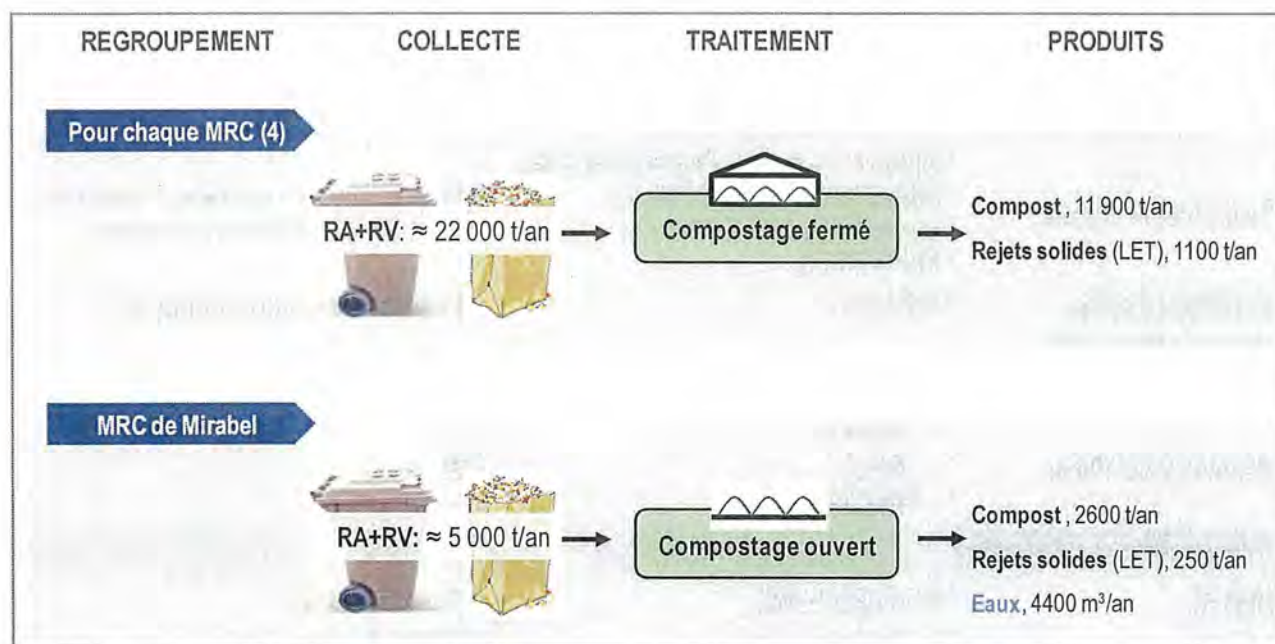 REGROUPEMENT COLLECTE TRAITEMENT PRODUITS
Pour chaque MRC (4)
RA+RV: ≈ 22 000 t/an
Compostage fermé
Compost , 11 900 t/an
Rejets solides (LET), 1100 t/an
MRC de Mirabel
RA+RV: ≈ 5 000 t/an
Compostage ouvert
Compost , 2600 t/an
Rejets solides (LET), 250 t/an
Eaux, 4400 m³/an